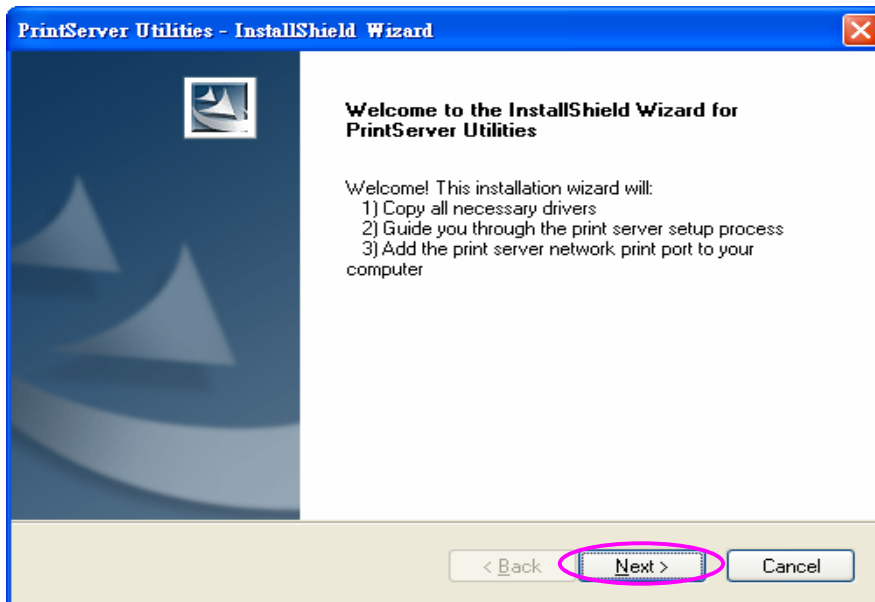 PrintServer Utilities - InstallShield Wizard
Welcome to the InstallShield Wizard for
PrintServer Utilities
Welcome! This installation wizard will:
1) Copy all necessary drivers
2) Guide you through the print server setup process
3) Add the print server network print port to your
computer
< Back
Next >
Cancel